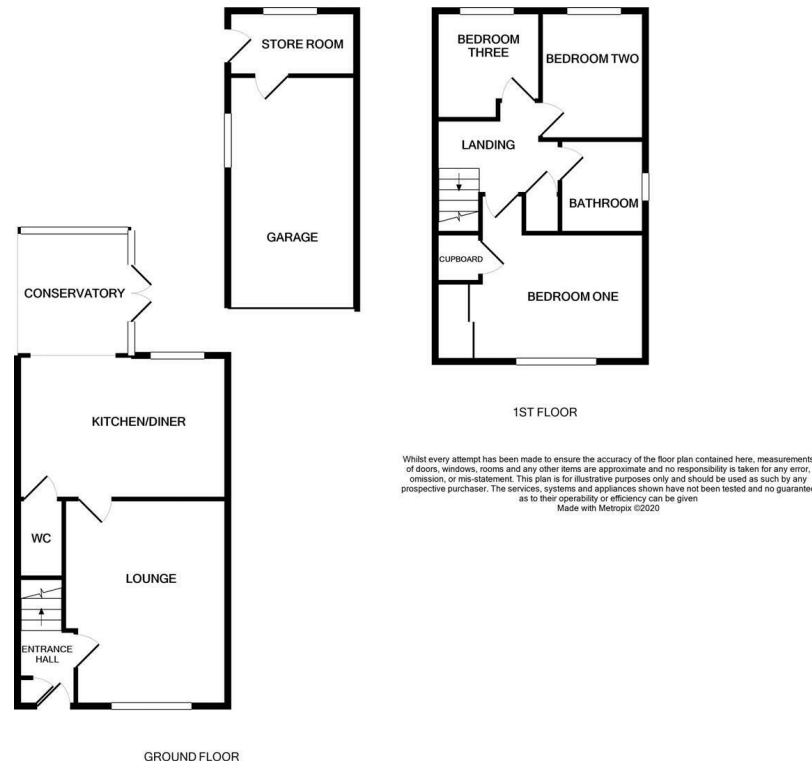 STORE ROOM
GARAGE
CONSERVATORY
KITCHEN/DINER
WC
LOUNGE
ENTRANCE
HALL
GROUND FLOOR
BEDROOM
THREE
BEDROOM TWO
LANDING
BATHROOM
CUPBOARD
BEDROOM ONE
1ST FLOOR
Whilst every attempt has been made to ensure the accuracy of the floor plan contained here, measurements
of doors, windows, rooms and any other items are approximate and no responsibility is taken for any error,
omission, or mis-statement. This plan is for illustrative purposes only and should be used as such by any
prospective purchaser. The services, systems and appliances shown have not been tested and no guarantee
as to their operability or efficiency can be given
Made with Metropix ©2020